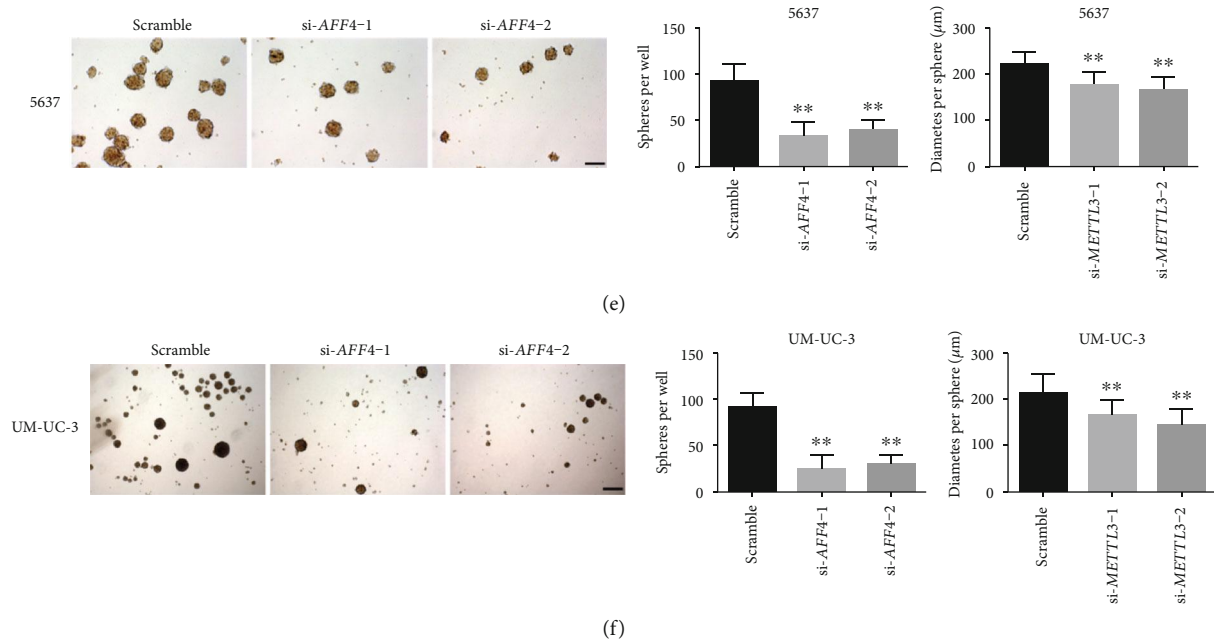 Scramble
si-AFF4-1
si-AFF4-2
5637
5637
Spheres per well
150
100
50
0
**
**
Scramble
si-AFF4-1
si-AFF4-2
5637
Diametes per sphere (μm)
300
200
100
0
**
**
Scramble
si-METTL3-1
si-METTL3-2
(e)
Scramble
si-AFF4-1
si-AFF4-2
UM-UC-3
UM-UC-3
Spheres per well
150
100
50
0
**
**
Scramble
si-AFF4-1
si-AFF4-2
UM-UC-3
Diametes per sphere (μm)
300
200
100
0
**
**
Scramble
si-METTL3-1
si-METTL3-2
(f)